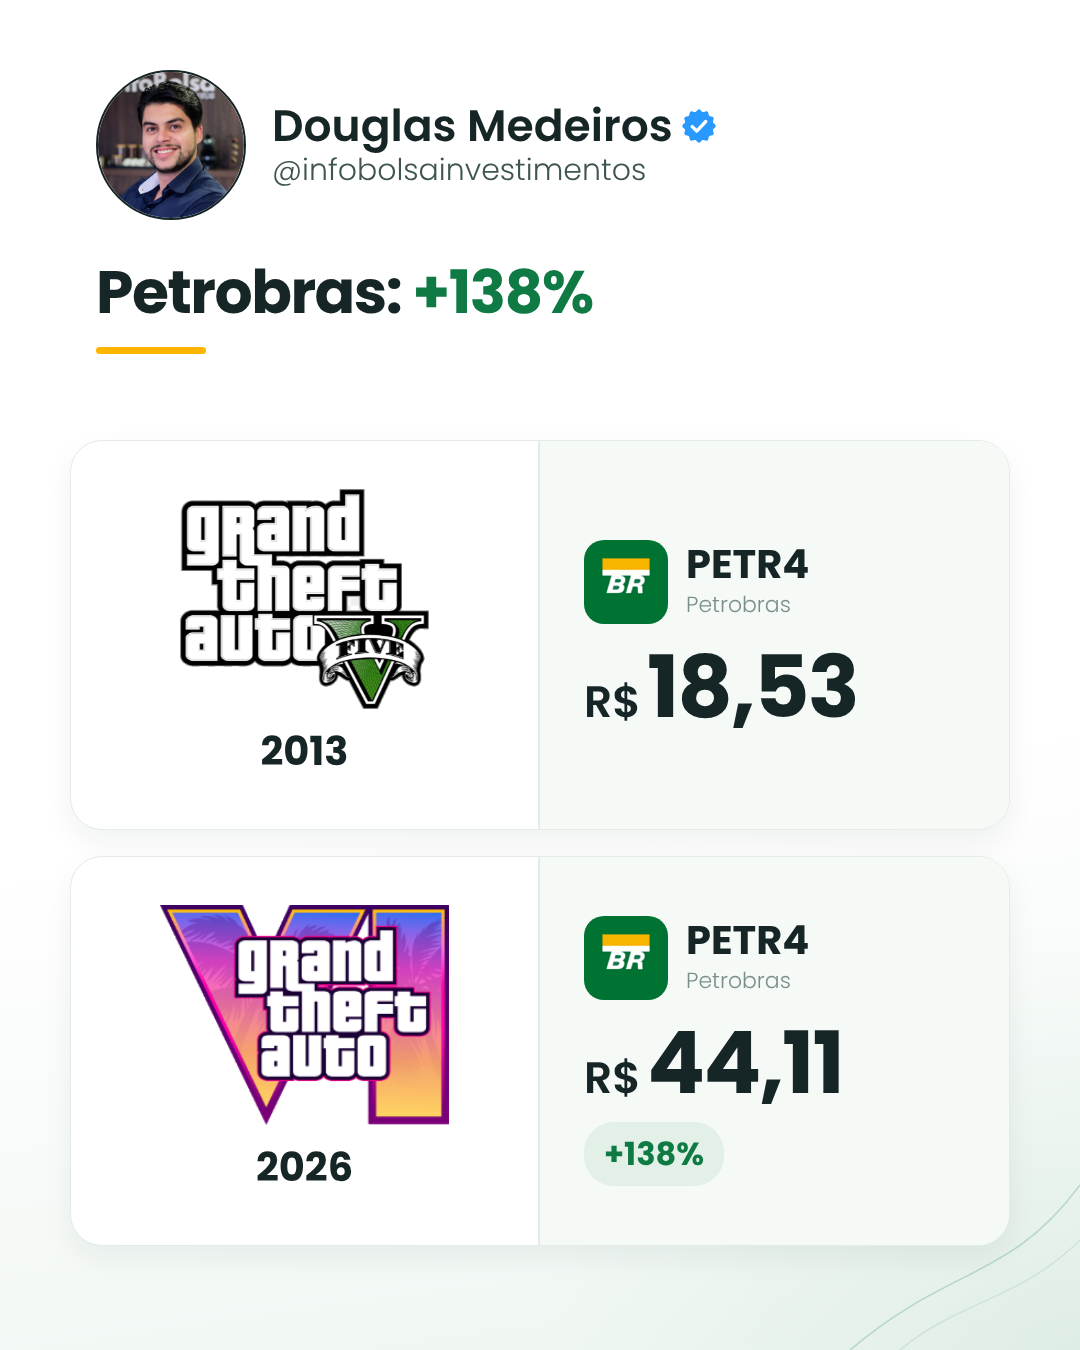 Douglas Medeiros
@infobolsainvestimentos
Petrobras: +138%
grand
theft
auto
V
FIVE
2013
BR
PETR4
Petrobras
R$ 18,53
VI
grand
theft
auto
2026
BR
PETR4
Petrobras
R$ 44,11
+138%